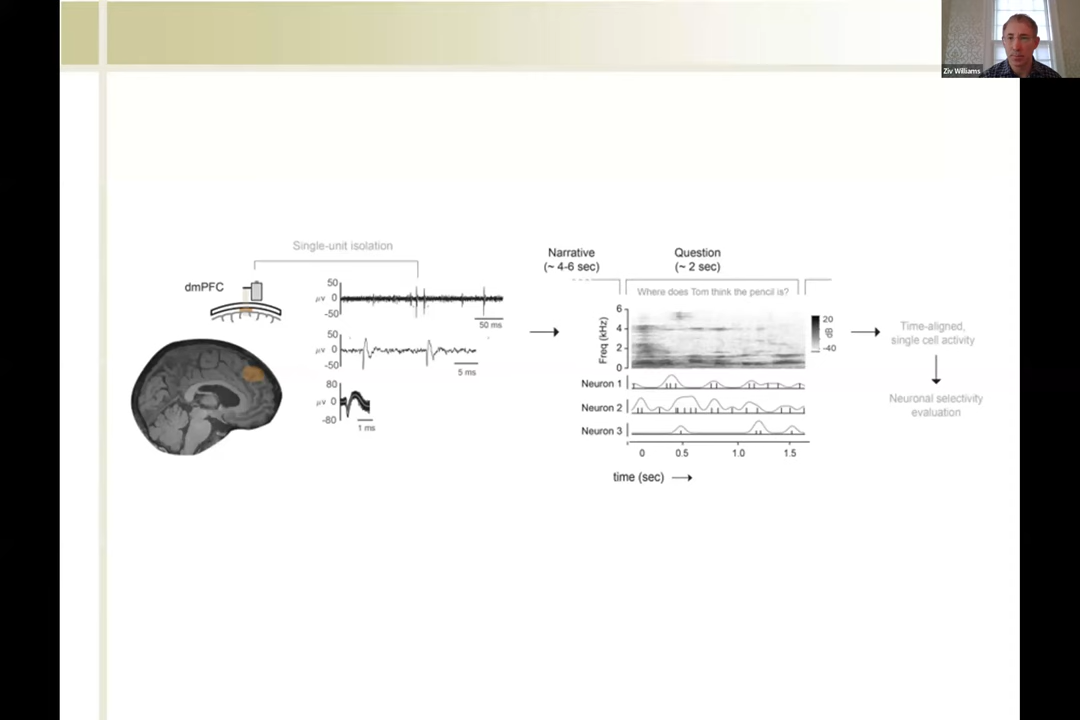 Ziv Williams
Single-unit isolation
dmPFC
50
μv 0
-50
50 ms
50
μv 0
-50
5 ms
80
μv 0
-80
1 ms
Narrative
(~ 4-6 sec)
Question
(~ 2 sec)
Where does Tom think the pencil is?
Freq (kHz)
6
4
2
0
20
dB
-40
Neuron 1
Neuron 2
Neuron 3
0 0.5 1.0 1.5
time (sec)
Time-aligned,
single cell activity
Neuronal selectivity
evaluation